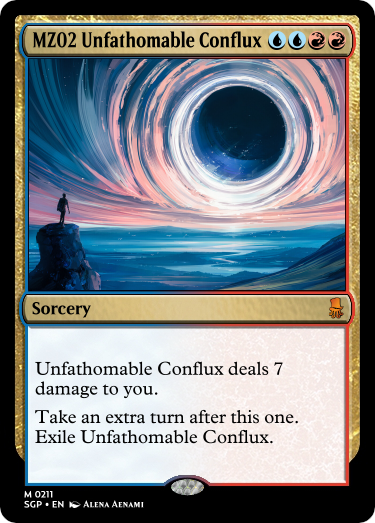 MZ02 Unfathomable Conflux
Sorcery
Unfathomable Conflux deals 7
damage to you.
Take an extra turn after this one.
Exile Unfathomable Conflux.
M 0211
SGP • EN Alena Aenami